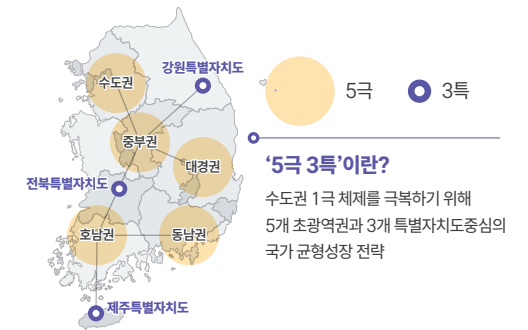 강원특별자치도
수도권
중부권
대경권
전북특별자치도
호남권
동남권
제주특별자치도
5극
3특
‘5극 3특’이란?
수도권 1극 체제를 극복하기 위해
5개 초광역권과 3개 특별자치도중심의
국가 균형성장 전략